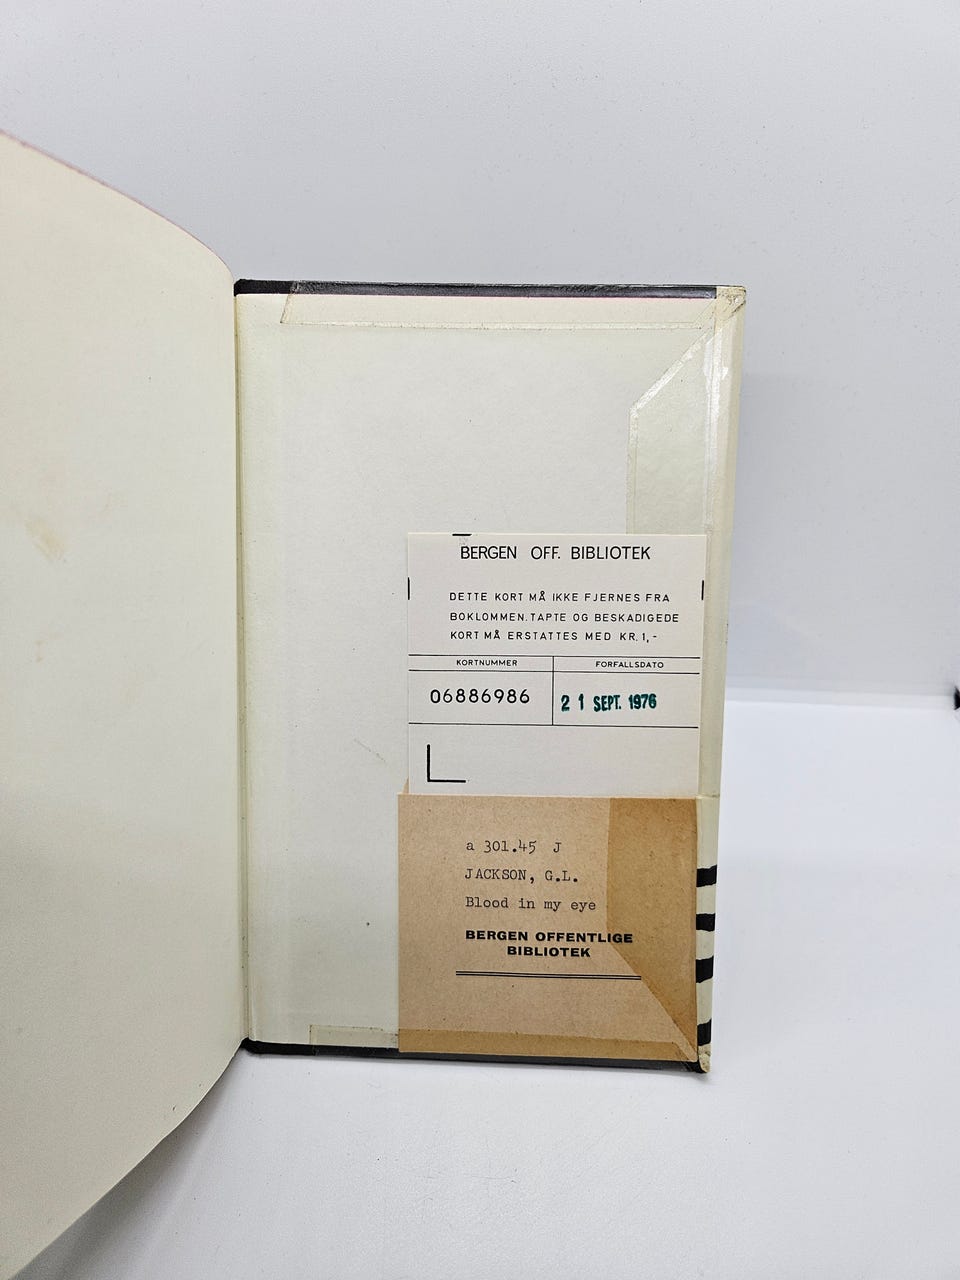 BERGEN OFF. BIBLIOTEK
DETTE KORT MÅ IKKE FJERNES FRA
BOKLOMMEN. TAPTE OG BESKADIGEDE
KORT MÅ ERSTATTES MED KR. 1,-
KORTNUMMER FORFALLSDATO
06886986 21 SEPT. 1976
a 301.45 J
JACKSON, G.L.
Blood in my eye
BERGEN OFFENTLIGE
BIBLIOTEK